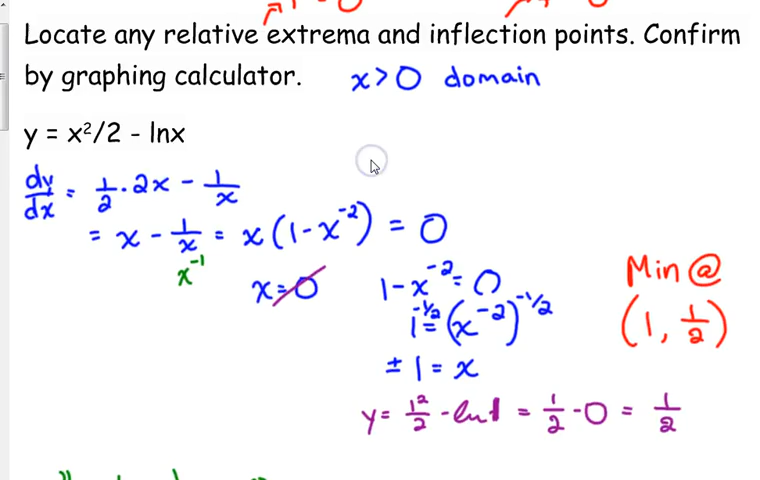 Locate any relative extrema and inflection points. Confirm
by graphing calculator. x>0 domain
y = x²/2 - lnx
dy/dx = 1/2 · 2x - 1/x
= x - 1/x = x(1-x⁻²) = 0
x⁻¹
x=0
1-x⁻² = 0
1^(-1/2) = (x⁻²)^(-1/2)
± 1 = x
Min @
(1, 1/2)
y = 1²/2 - ln1 = 1/2 - 0 = 1/2